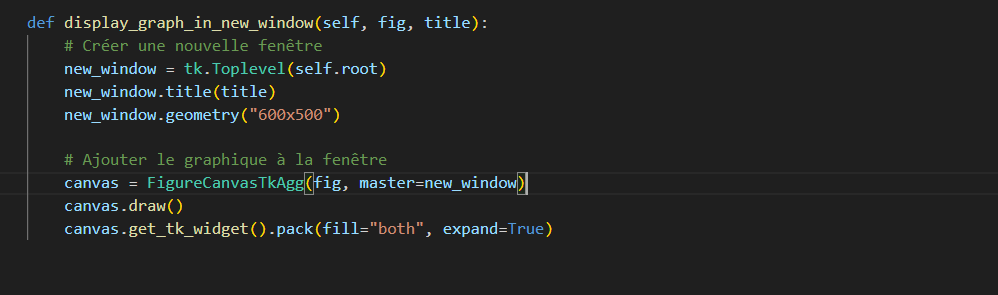 def display_graph_in_new_window(self, fig, title):
    # Créer une nouvelle fenêtre
    new_window = tk.Toplevel(self.root)
    new_window.title(title)
    new_window.geometry("600x500")

    # Ajouter le graphique à la fenêtre
    canvas = FigureCanvasTkAgg(fig, master=new_window)
    canvas.draw()
    canvas.get_tk_widget().pack(fill="both", expand=True)